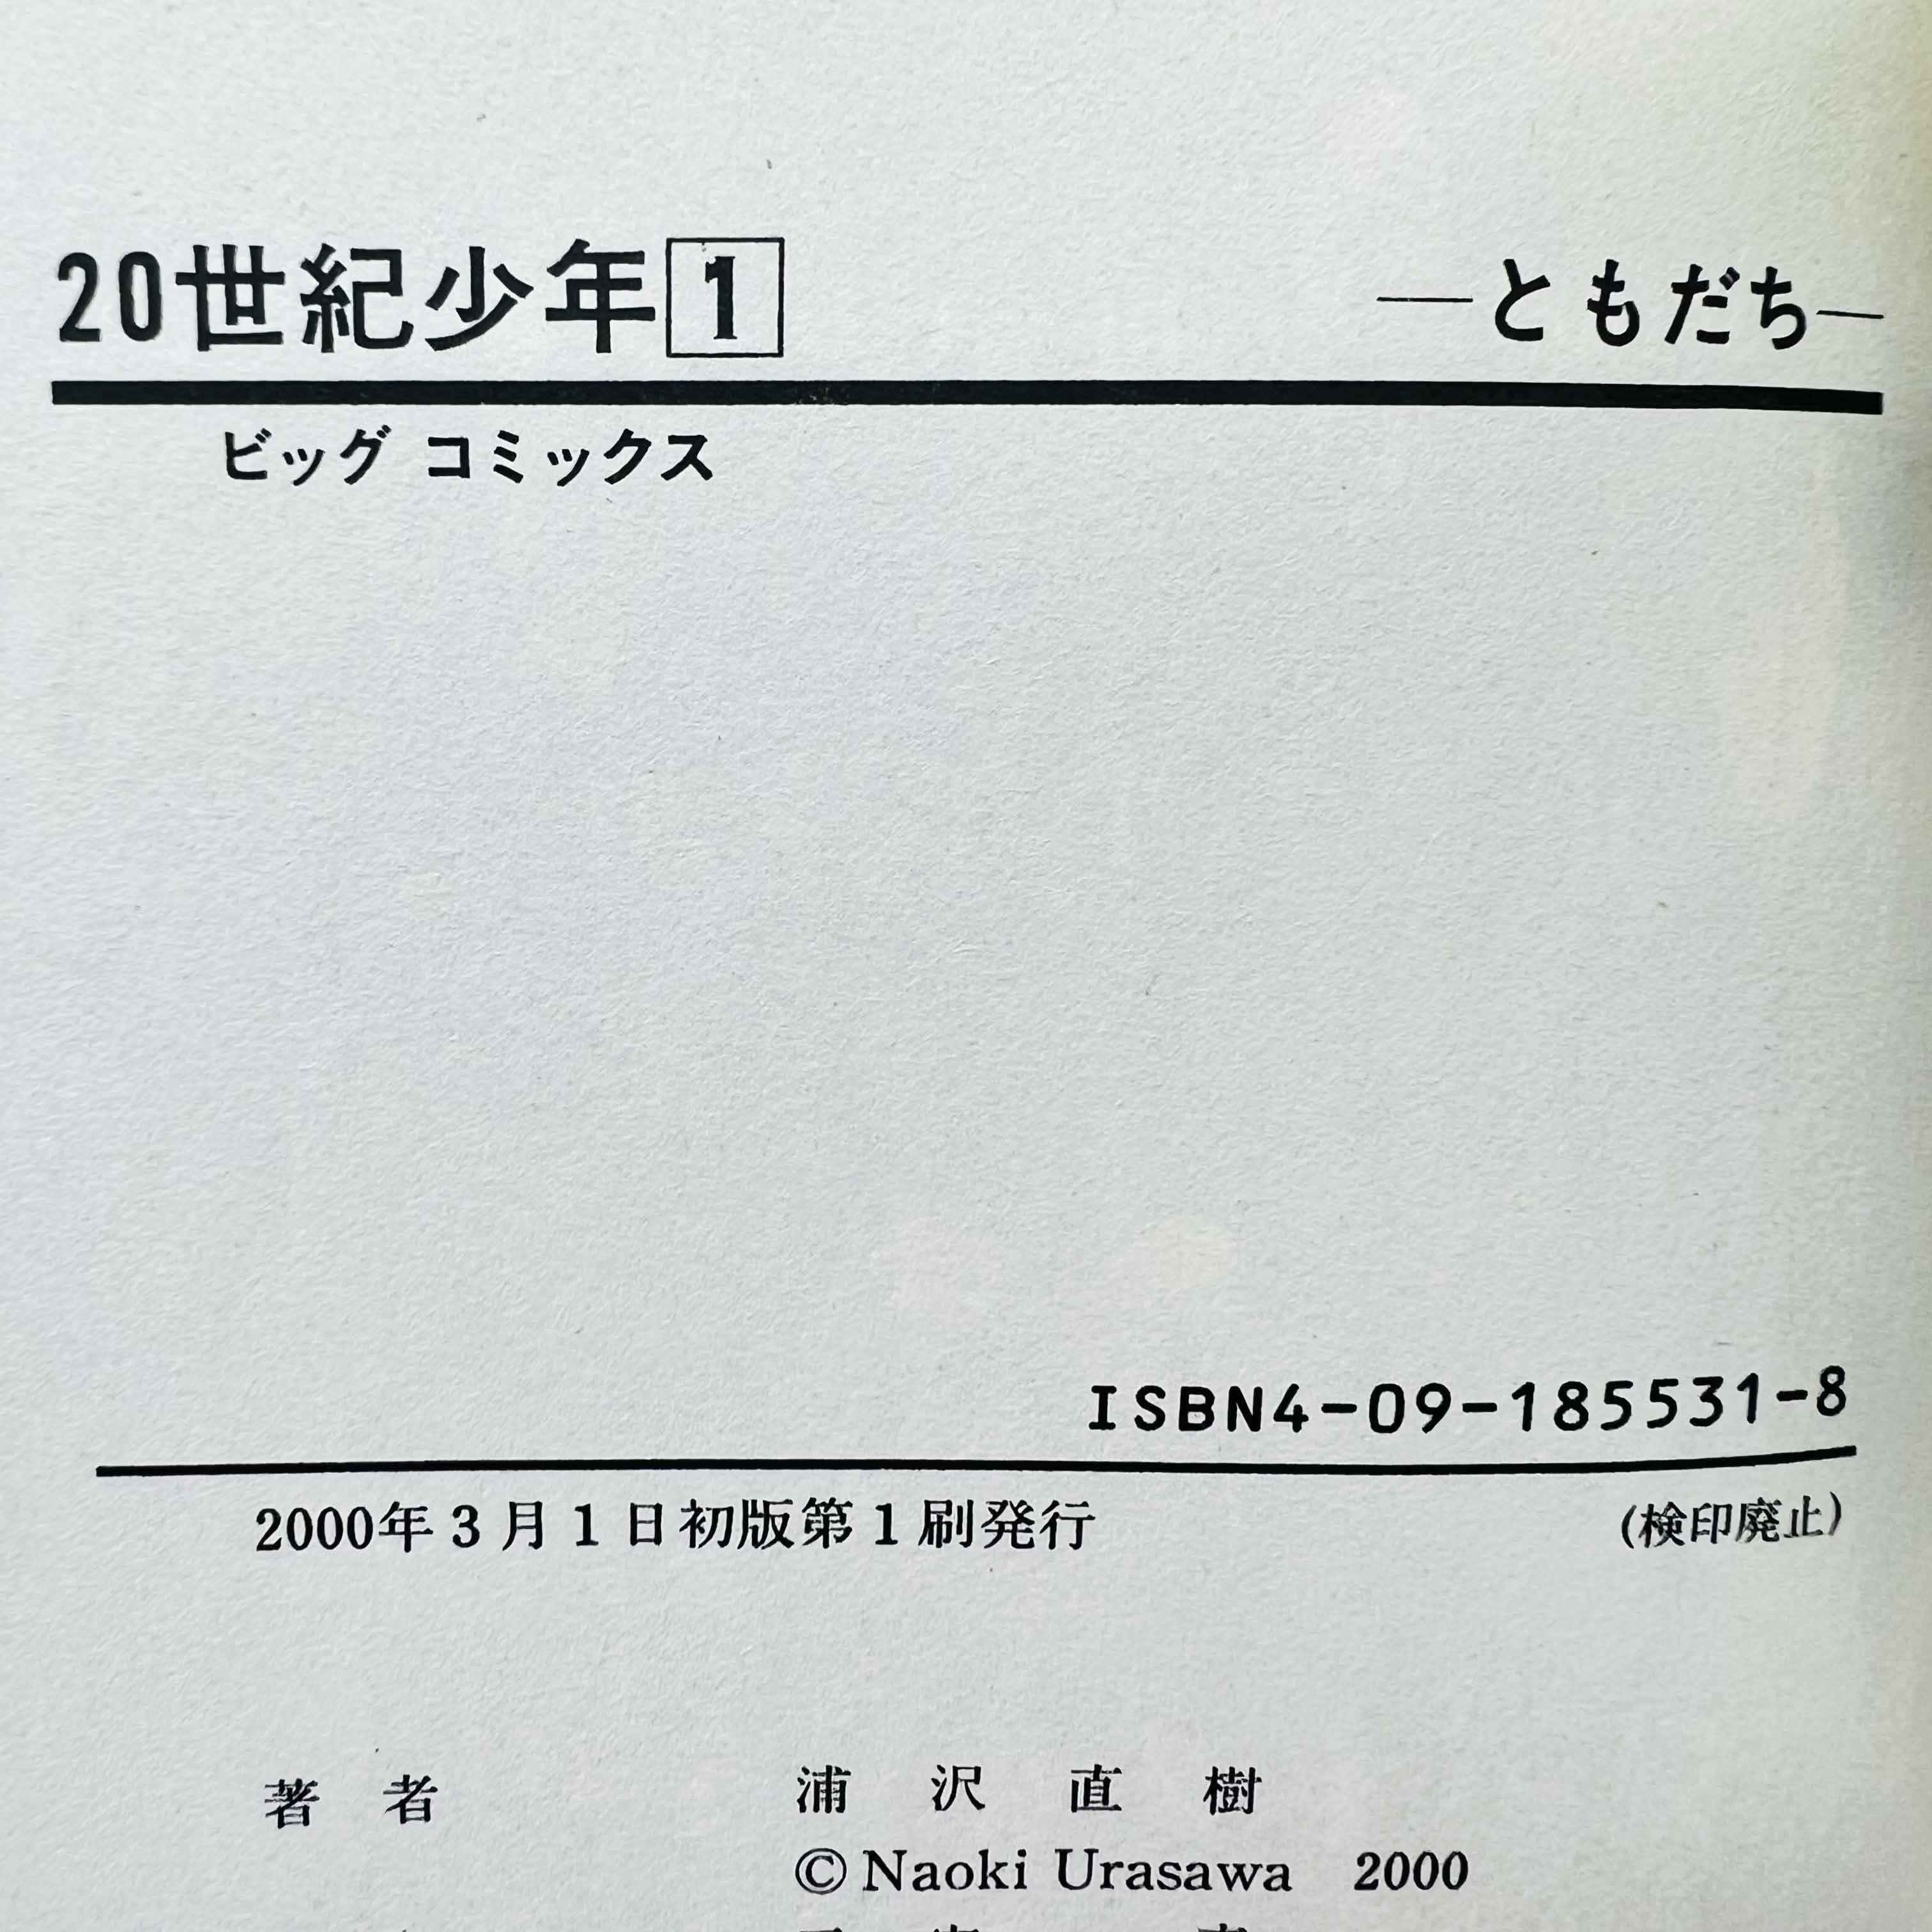 20世紀少年1 —ともだち—
ビッグ コミックス
ISBN4-09-185531-8
2000年3月1日初版第1刷発行 (検印廃止)
著者 浦沢直樹
©Naoki Urasawa 2000